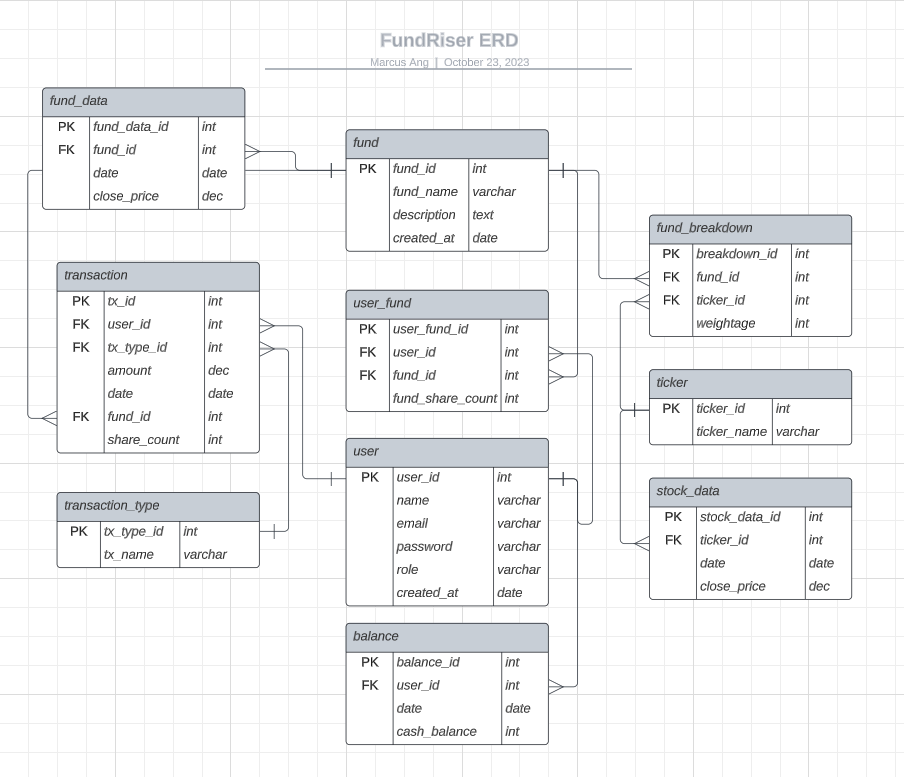 FundRiser ERD
Marcus Ang | October 23, 2023
fund_data
PK fund_data_id int
FK fund_id int
date date
close_price dec
fund
PK fund_id int
fund_name varchar
description text
created_at date
fund_breakdown
PK breakdown_id int
FK fund_id int
FK ticker_id int
weightage int
transaction
PK tx_id int
FK user_id int
FK tx_type_id int
amount dec
date date
FK fund_id int
share_count int
user_fund
PK user_fund_id int
FK user_id int
FK fund_id int
fund_share_count int
ticker
PK ticker_id int
ticker_name varchar
user
PK user_id int
name varchar
email varchar
password varchar
role varchar
created_at date
stock_data
PK stock_data_id int
FK ticker_id int
date date
close_price dec
transaction_type
PK tx_type_id int
tx_name varchar
balance
PK balance_id int
FK user_id int
date date
cash_balance int